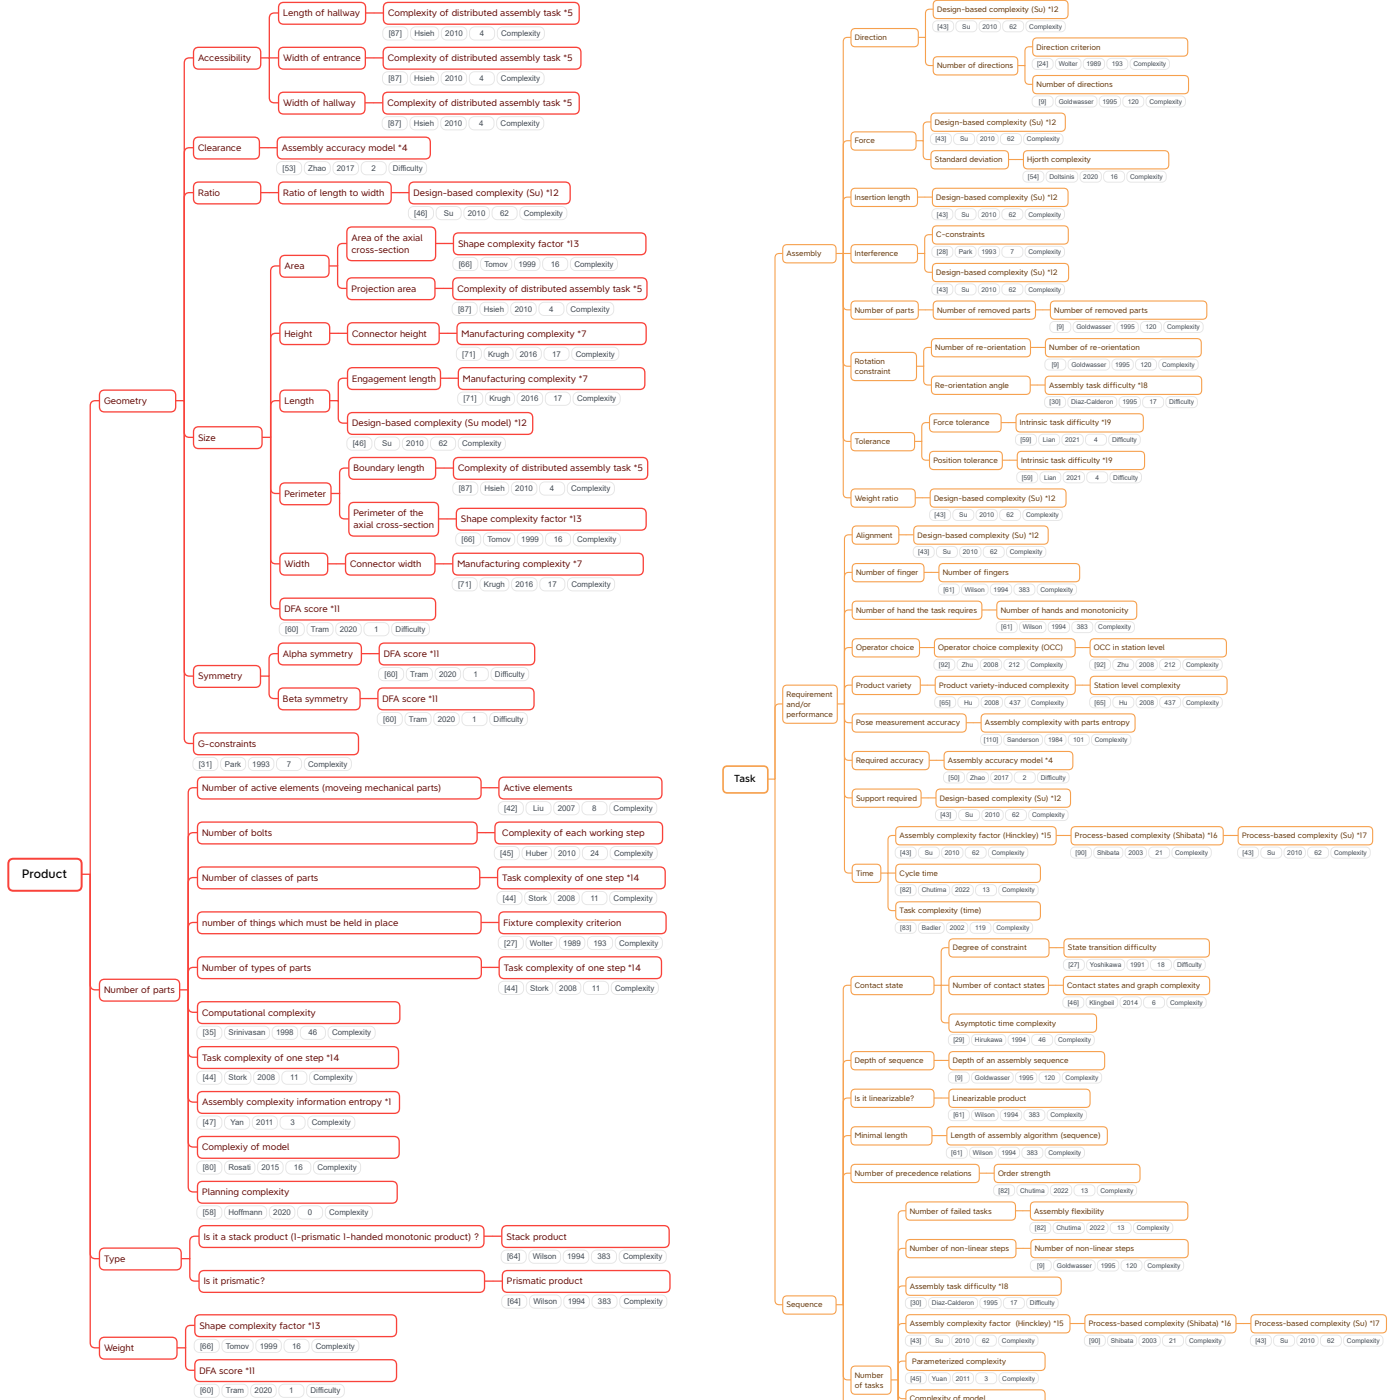 Product
Geometry
Accessibility
Length of hallway
Complexity of distributed assembly task *5
[87] Hsieh 2010 4 Complexity
Width of entrance
Complexity of distributed assembly task *5
[87] Hsieh 2010 4 Complexity
Width of hallway
Complexity of distributed assembly task *5
[87] Hsieh 2010 4 Complexity
Clearance
Assembly accuracy model *4
[53] Zhao 2017 2 Difficulty
Ratio
Ratio of length to width
Design-based complexity (Su) *12
[46] Su 2010 62 Complexity
Size
Area
Area of the axial
cross-section
Shape complexity factor *13
[66] Tomov 1999 16 Complexity
Projection area
Complexity of distributed assembly task *5
[87] Hsieh 2010 4 Complexity
Height
Connector height
Manufacturing complexity *7
[71] Krugh 2016 17 Complexity
Length
Engagement length
Manufacturing complexity *7
[71] Krugh 2016 17 Complexity
Design-based complexity (Su model) *12
[46] Su 2010 62 Complexity
Perimeter
Boundary length
Complexity of distributed assembly task *5
[87] Hsieh 2010 4 Complexity
Perimeter of the
axial cross-section
Shape complexity factor *13
[66] Tomov 1999 16 Complexity
Width
Connector width
Manufacturing complexity *7
[71] Krugh 2016 17 Complexity
DFA score *11
[60] Tram 2020 1 Difficulty
Symmetry
Alpha symmetry
DFA score *11
[60] Tram 2020 1 Difficulty
Beta symmetry
DFA score *11
[60] Tram 2020 1 Difficulty
G-constraints
[31] Park 1993 7 Complexity
Number of parts
Number of active elements (moveing mechanical parts)
Active elements
[42] Liu 2007 8 Complexity
Number of bolts
Complexity of each working step
[45] Huber 2010 24 Complexity
Number of classes of parts
Task complexity of one step *14
[44] Stork 2008 11 Complexity
number of things which must be held in place
Fixture complexity criterion
[27] Wolter 1989 193 Complexity
Number of types of parts
Task complexity of one step *14
[44] Stork 2008 11 Complexity
Computational complexity
[35] Srinivasan 1998 46 Complexity
Task complexity of one step *14
[44] Stork 2008 11 Complexity
Assembly complexity information entropy *1
[47] Yan 2011 3 Complexity
Complexiy of model
[80] Rosati 2015 16 Complexity
Planning complexity
[58] Hoffmann 2020 0 Complexity
Type
Is it a stack product (1-prismatic 1-handed monotonic product) ?
Stack product
[64] Wilson 1994 383 Complexity
Is it prismatic?
Prismatic product
[64] Wilson 1994 383 Complexity
Weight
Shape complexity factor *13
[66] Tomov 1999 16 Complexity
DFA score *11
[60] Tram 2020 1 Difficulty
Task
Assembly
Direction
Design-based complexity (Su) *12
[43] Su 2010 62 Complexity
Number of directions
Direction criterion
[24] Wolter 1989 193 Complexity
Number of directions
[9] Goldwasser 1995 120 Complexity
Force
Design-based complexity (Su) *12
[43] Su 2010 62 Complexity
Standard deviation
Hjorth complexity
[54] Doltsinis 2020 16 Complexity
Insertion length
Design-based complexity (Su) *12
[43] Su 2010 62 Complexity
Interference
C-constraints
[28] Park 1993 7 Complexity
Design-based complexity (Su) *12
[43] Su 2010 62 Complexity
Number of parts
Number of removed parts
Number of removed parts
[9] Goldwasser 1995 120 Complexity
Rotation
constraint
Number of re-orientation
Number of re-orientation
[9] Goldwasser 1995 120 Complexity
Re-orientation angle
Assembly task difficulty *18
[30] Diaz-Calderon 1995 17 Difficulty
Tolerance
Force tolerance
Intrinsic task difficulty *19
[59] Lian 2021 4 Difficulty
Position tolerance
Intrinsic task difficulty *19
[59] Lian 2021 4 Difficulty
Weight ratio
Design-based complexity (Su) *12
[43] Su 2010 62 Complexity
Requirement
and/or
performance
Alignment
Design-based complexity (Su) *12
[43] Su 2010 62 Complexity
Number of finger
Number of fingers
[61] Wilson 1994 383 Complexity
Number of hand the task requires
Number of hands and monotonicity
[61] Wilson 1994 383 Complexity
Operator choice
Operator choice complexity (OCC)
[92] Zhu 2008 212 Complexity
OCC in station level
[92] Zhu 2008 212 Complexity
Product variety
Product variety-induced complexity
[65] Hu 2008 437 Complexity
Station level complexity
[65] Hu 2008 437 Complexity
Pose measurement accuracy
Assembly complexity with parts entropy
[110] Sanderson 1984 101 Complexity
Required accuracy
Assembly accuracy model *4
[50] Zhao 2017 2 Difficulty
Support required
Design-based complexity (Su) *12
[43] Su 2010 62 Complexity
Time
Assembly complexity factor (Hinckley) *15
[43] Su 2010 62 Complexity
Process-based complexity (Shibata) *16
[90] Shibata 2003 21 Complexity
Process-based complexity (Su) *17
[43] Su 2010 62 Complexity
Cycle time
[82] Chutima 2022 13 Complexity
Task complexity (time)
[83] Badler 2002 119 Complexity
Sequence
Contact state
Degree of constraint
State transition difficulty
[27] Yoshikawa 1991 18 Difficulty
Number of contact states
Contact states and graph complexity
[46] Klingbeil 2014 6 Complexity
Asymptotic time complexity
[29] Hirukawa 1994 46 Complexity
Depth of sequence
Depth of an assembly sequence
[9] Goldwasser 1995 120 Complexity
Is it linearizable?
Linearizable product
[61] Wilson 1994 383 Complexity
Minimal length
Length of assembly algorithm (sequence)
[61] Wilson 1994 383 Complexity
Number of precedence relations
Order strength
[82] Chutima 2022 13 Complexity
Number
of tasks
Number of failed tasks
Assembly flexibility
[82] Chutima 2022 13 Complexity
Number of non-linear steps
Number of non-linear steps
[9] Goldwasser 1995 120 Complexity
Assembly task difficulty *18
[30] Diaz-Calderon 1995 17 Difficulty
Assembly complexity factor (Hinckley) *15
[43] Su 2010 62 Complexity
Process-based complexity (Shibata) *16
[90] Shibata 2003 21 Complexity
Process-based complexity (Su) *17
[43] Su 2010 62 Complexity
Parameterized complexity
[45] Yuan 2011 3 Complexity
Complexity of model